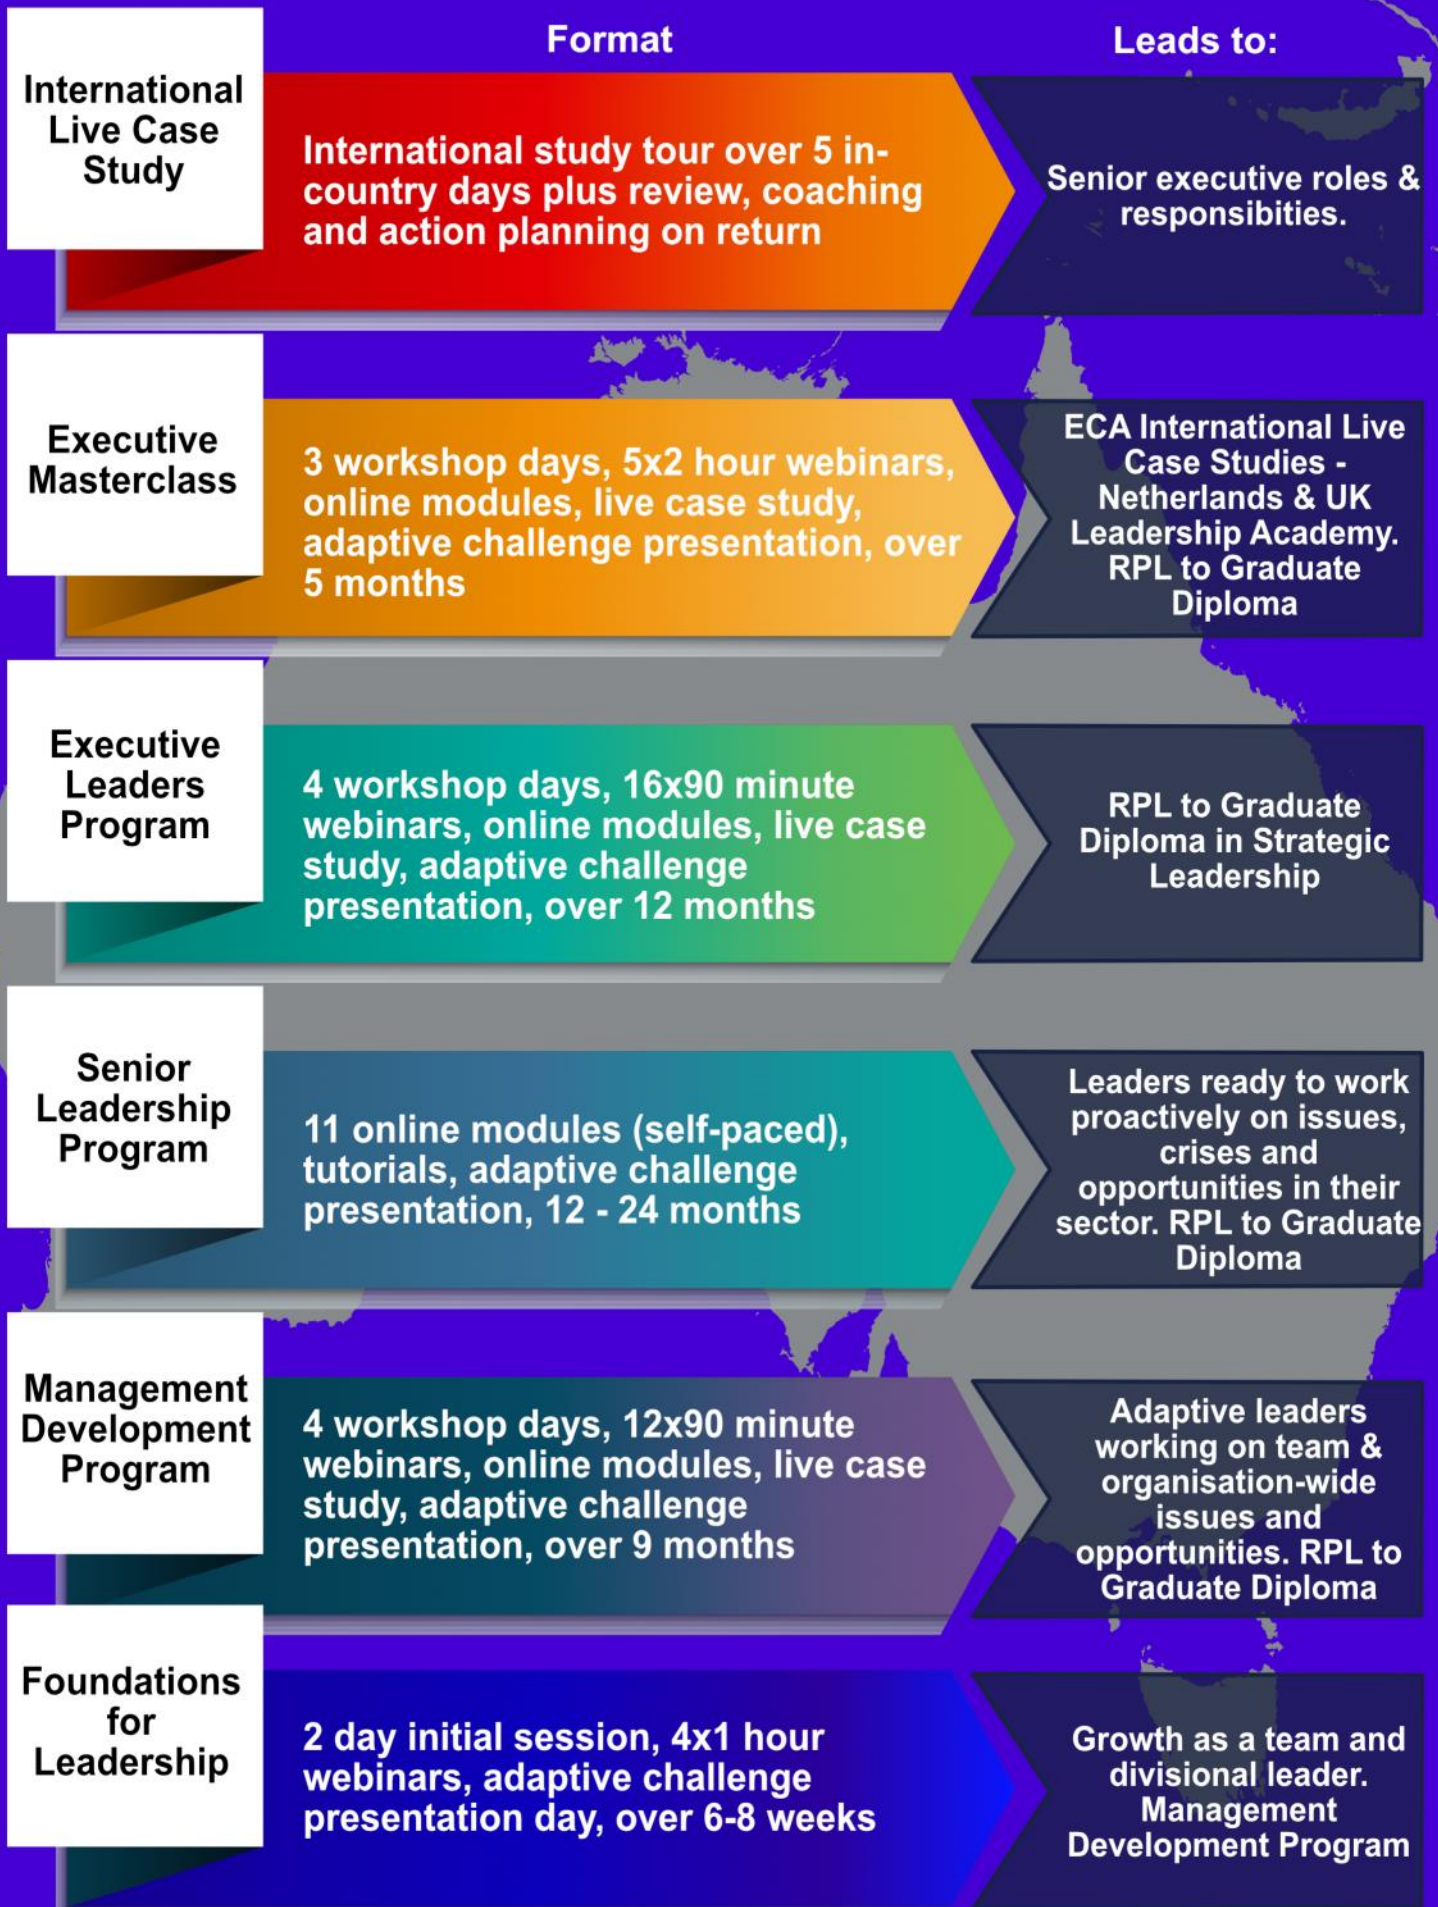 Format
Leads to:
International
Live Case
Study
International study tour over 5 in-
country days plus review, coaching
and action planning on return
Senior executive roles &
responsibities.
Executive
Masterclass
3 workshop days, 5x2 hour webinars,
online modules, live case study,
adaptive challenge presentation, over
5 months
ECA International Live
Case Studies -
Netherlands & UK
Leadership Academy.
RPL to Graduate
Diploma
Executive
Leaders
Program
4 workshop days, 16x90 minute
webinars, online modules, live case
study, adaptive challenge
presentation, over 12 months
RPL to Graduate
Diploma in Strategic
Leadership
Senior
Leadership
Program
11 online modules (self-paced),
tutorials, adaptive challenge
presentation, 12 - 24 months
Leaders ready to work
proactively on issues,
crises and
opportunities in their
sector. RPL to Graduate
Diploma
Management
Development
Program
4 workshop days, 12x90 minute
webinars, online modules, live case
study, adaptive challenge
presentation, over 9 months
Adaptive leaders
working on team &
organisation-wide
issues and
opportunities. RPL to
Graduate Diploma
Foundations
for
Leadership
2 day initial session, 4x1 hour
webinars, adaptive challenge
presentation day, over 6-8 weeks
Growth as a team and
divisional leader.
Management
Development Program